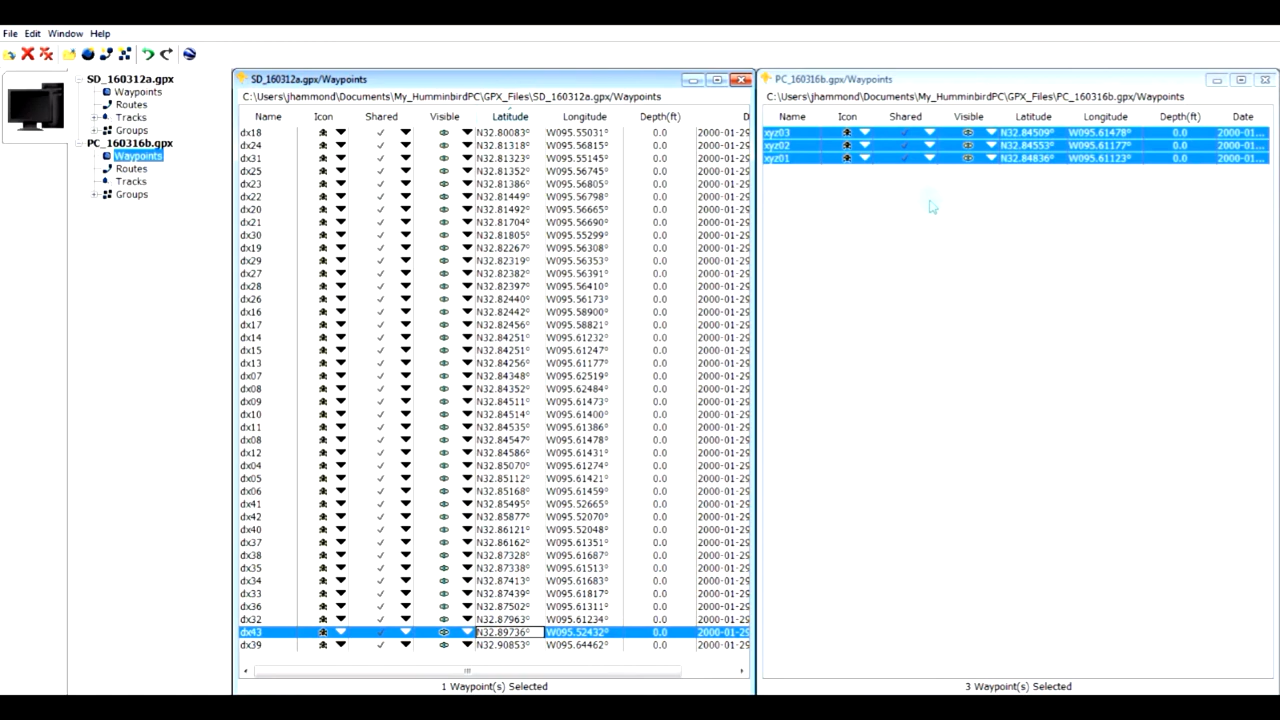 File Edit Window Help
SD_160312a.gpx
Waypoints
Routes
Tracks
Groups
PC_160316b.gpx
Waypoints
Routes
Tracks
Groups
SD_160312a.gpx/Waypoints
C:\Users\jhammond\Documents\My_HumminbirdPC\GPX_Files\SD_160312a.gpx/Waypoints
Name Icon Shared Visible Latitude Longitude Depth(ft) D
dx18 N32.80083° W095.55031° 0.0 2000-01-29
dx24 N32.81318° W095.56815° 0.0 2000-01-29
dx31 N32.81323° W095.55145° 0.0 2000-01-29
dx25 N32.81352° W095.56745° 0.0 2000-01-29
dx23 N32.81386° W095.56805° 0.0 2000-01-29
dx22 N32.81449° W095.56798° 0.0 2000-01-29
dx20 N32.81492° W095.56665° 0.0 2000-01-29
dx21 N32.81704° W095.56690° 0.0 2000-01-29
dx30 N32.81805° W095.55299° 0.0 2000-01-29
dx19 N32.82267° W095.56308° 0.0 2000-01-29
dx29 N32.82319° W095.56353° 0.0 2000-01-29
dx27 N32.82382° W095.56391° 0.0 2000-01-29
dx28 N32.82397° W095.56410° 0.0 2000-01-29
dx26 N32.82440° W095.56173° 0.0 2000-01-29
dx16 N32.82442° W095.58900° 0.0 2000-01-29
dx17 N32.82456° W095.58821° 0.0 2000-01-29
dx14 N32.84251° W095.61232° 0.0 2000-01-29
dx15 N32.84251° W095.61247° 0.0 2000-01-29
dx13 N32.84256° W095.61177° 0.0 2000-01-29
dx07 N32.84348° W095.62519° 0.0 2000-01-29
dx08 N32.84352° W095.62484° 0.0 2000-01-29
dx09 N32.84511° W095.61473° 0.0 2000-01-29
dx10 N32.84514° W095.61400° 0.0 2000-01-29
dx11 N32.84535° W095.61386° 0.0 2000-01-29
dx08 N32.84547° W095.61478° 0.0 2000-01-29
dx12 N32.84586° W095.61431° 0.0 2000-01-29
dx04 N32.85070° W095.61274° 0.0 2000-01-29
dx05 N32.85112° W095.61421° 0.0 2000-01-29
dx06 N32.85168° W095.61459° 0.0 2000-01-29
dx41 N32.85495° W095.52665° 0.0 2000-01-29
dx42 N32.85877° W095.52070° 0.0 2000-01-29
dx40 N32.86121° W095.52048° 0.0 2000-01-29
dx37 N32.86162° W095.61351° 0.0 2000-01-29
dx38 N32.87328° W095.61687° 0.0 2000-01-29
dx35 N32.87338° W095.61513° 0.0 2000-01-29
dx34 N32.87413° W095.61683° 0.0 2000-01-29
dx33 N32.87439° W095.61817° 0.0 2000-01-29
dx36 N32.87502° W095.61311° 0.0 2000-01-29
dx32 N32.87963° W095.61234° 0.0 2000-01-29
dx43 N32.89736° W095.52432° 0.0 2000-01-29
dx39 N32.90853° W095.64462° 0.0 2000-01-29
1 Waypoint(s) Selected
PC_160316b.gpx/Waypoints
C:\Users\jhammond\Documents\My_HumminbirdPC\GPX_Files\PC_160316b.gpx/Waypoints
Name Icon Shared Visible Latitude Longitude Depth(ft) Date
xyz03 N32.84509° W095.61478° 0.0 2000-01...
xyz02 N32.84553° W095.61177° 0.0 2000-01...
xyz01 N32.84836° W095.61123° 0.0 2000-01...
3 Waypoint(s) Selected